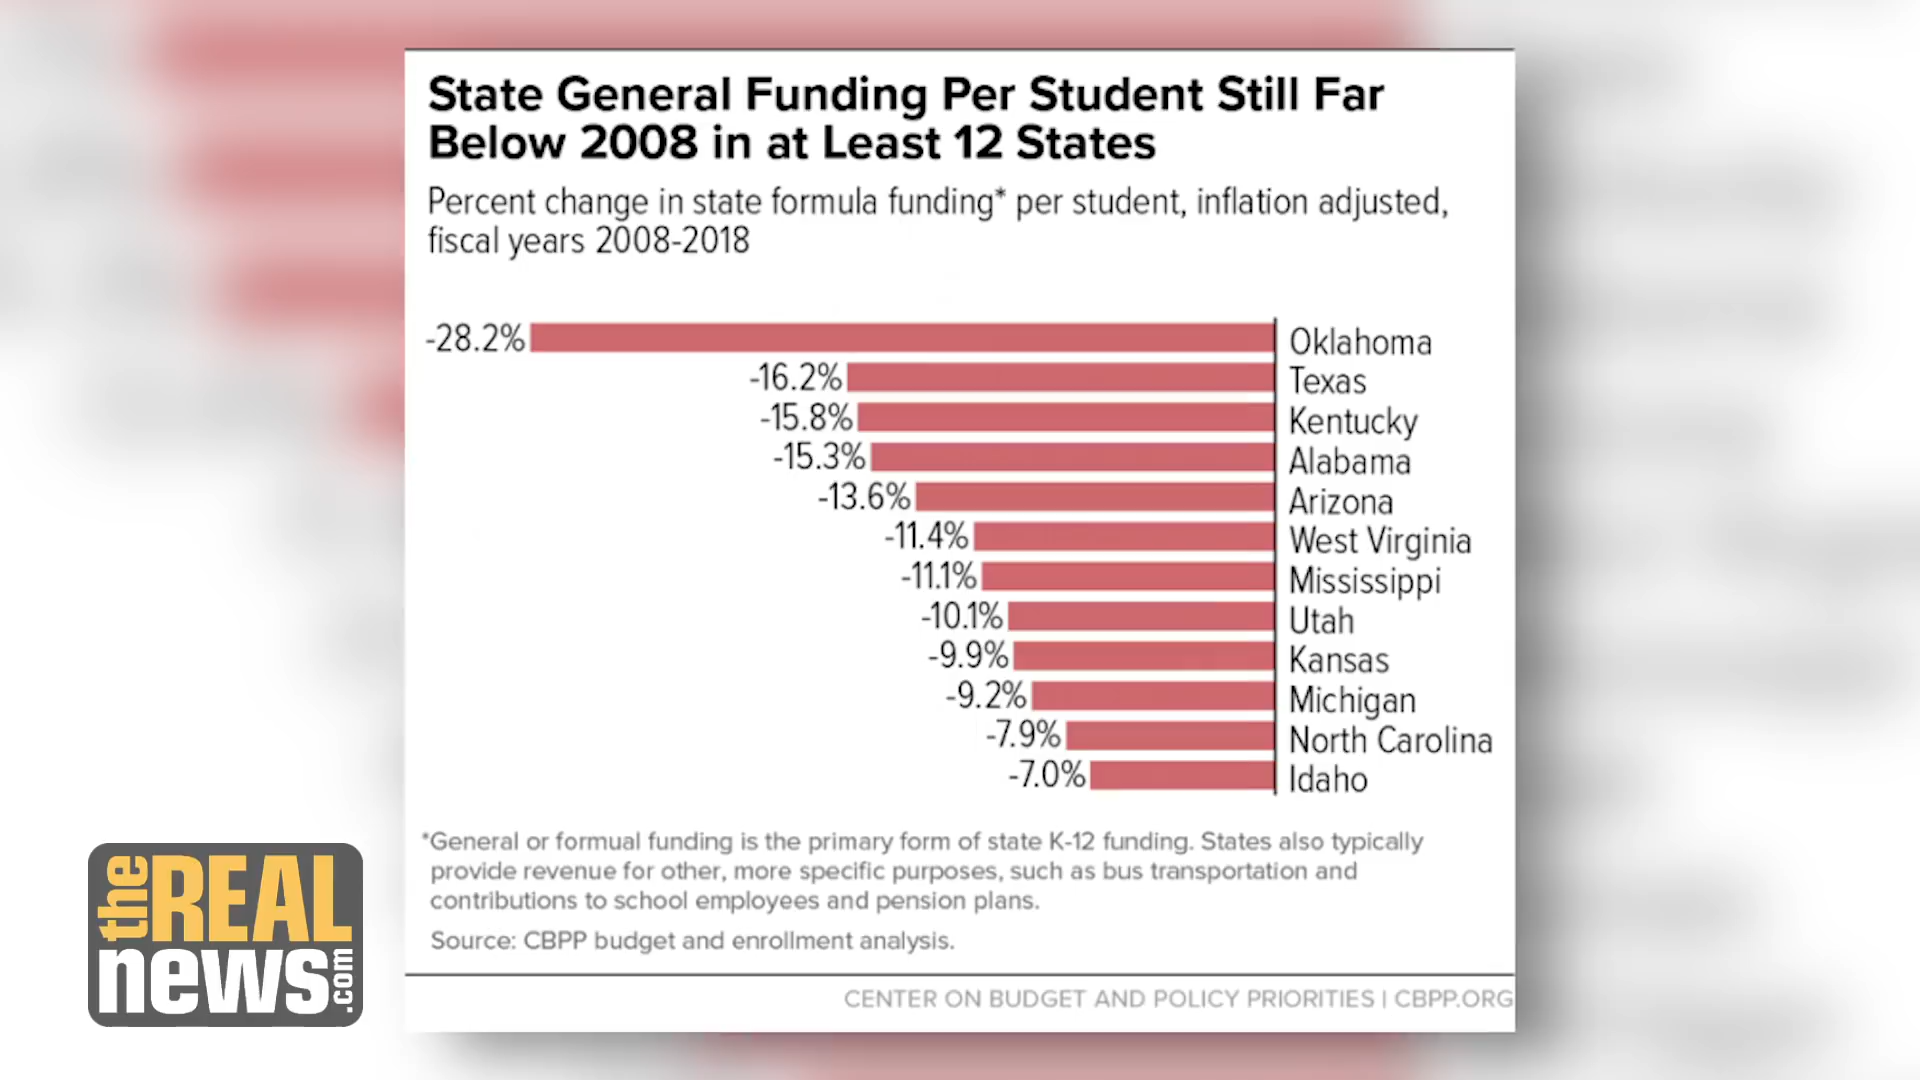 State General Funding Per Student Still Far
Below 2008 in at Least 12 States
Percent change in state formula funding* per student, inflation adjusted,
fiscal years 2008-2018
-28.2% Oklahoma
-16.2% Texas
-15.8% Kentucky
-15.3% Alabama
-13.6% Arizona
-11.4% West Virginia
-11.1% Mississippi
-10.1% Utah
-9.9% Kansas
-9.2% Michigan
-7.9% North Carolina
-7.0% Idaho
*General or formual funding is the primary form of state K-12 funding. States also typically
provide revenue for other, more specific purposes, such as bus transportation and
contributions to school employees and pension plans.
Source: CBPP budget and enrollment analysis.
CENTER ON BUDGET AND POLICY PRIORITIES | CBPP.ORG
the REAL
news.com